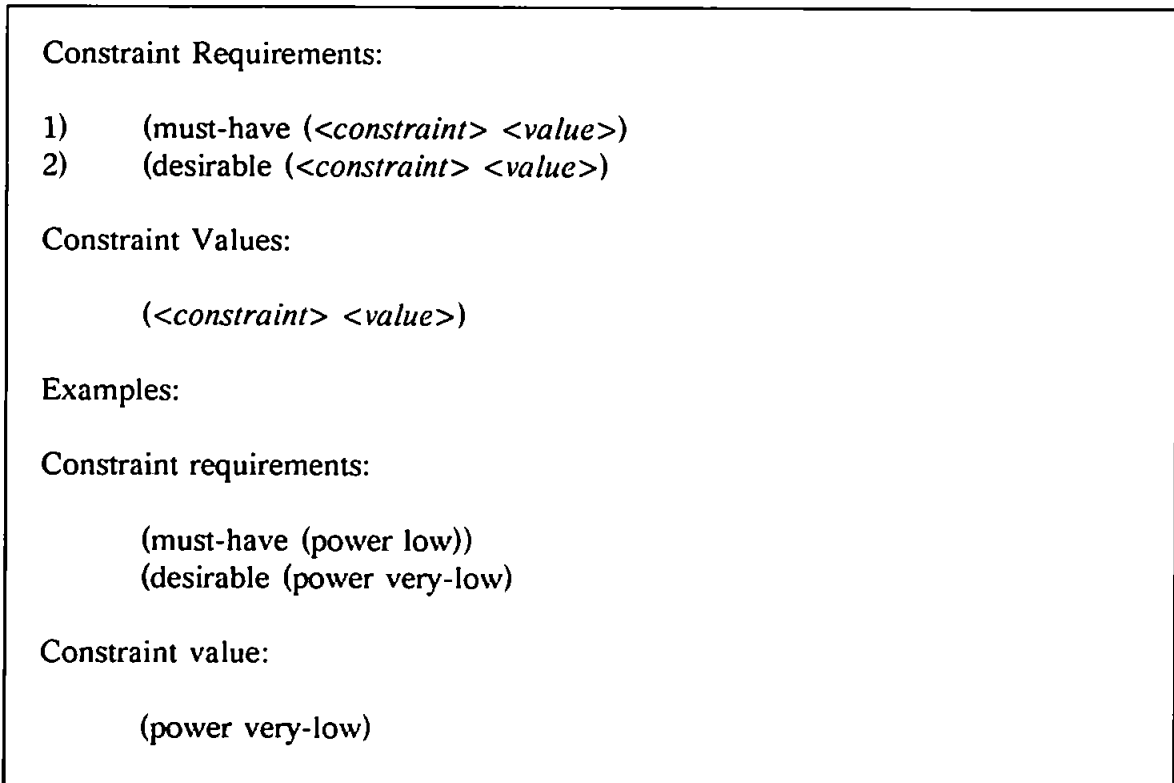 Constraint Requirements:
1) (must-have (<constraint> <value>)
2) (desirable (<constraint> <value>)
Constraint Values:
(<constraint> <value>)
Examples:
Constraint requirements:
(must-have (power low))
(desirable (power very-low)
Constraint value:
(power very-low)